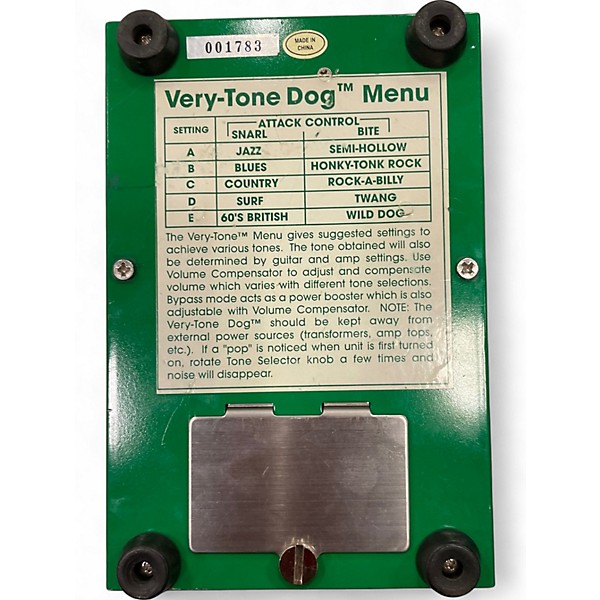 001783
MADE IN
CHINA
Very-Tone Dog™ Menu
SETTING
ATTACK CONTROL
SNARL BITE
A JAZZ SEMI-HOLLOW
B BLUES HONKY-TONK ROCK
C COUNTRY ROCK-A-BILLY
D SURF TWANG
E 60'S BRITISH WILD DOG
The Very-Tone™ Menu gives suggested settings to
achieve various tones. The tone obtained will also
be determined by guitar and amp settings. Use
Volume Compensator to adjust and compensate
volume which varies with different tone selections.
Bypass mode acts as a power booster which is also
adjustable with Volume Compensator. NOTE: The
Very-Tone Dog™ should be kept away from
external power sources (transformers, amp tops,
etc.). If a "pop" is noticed when unit is first turned
on, rotate Tone Selector knob a few times and
noise will disappear.